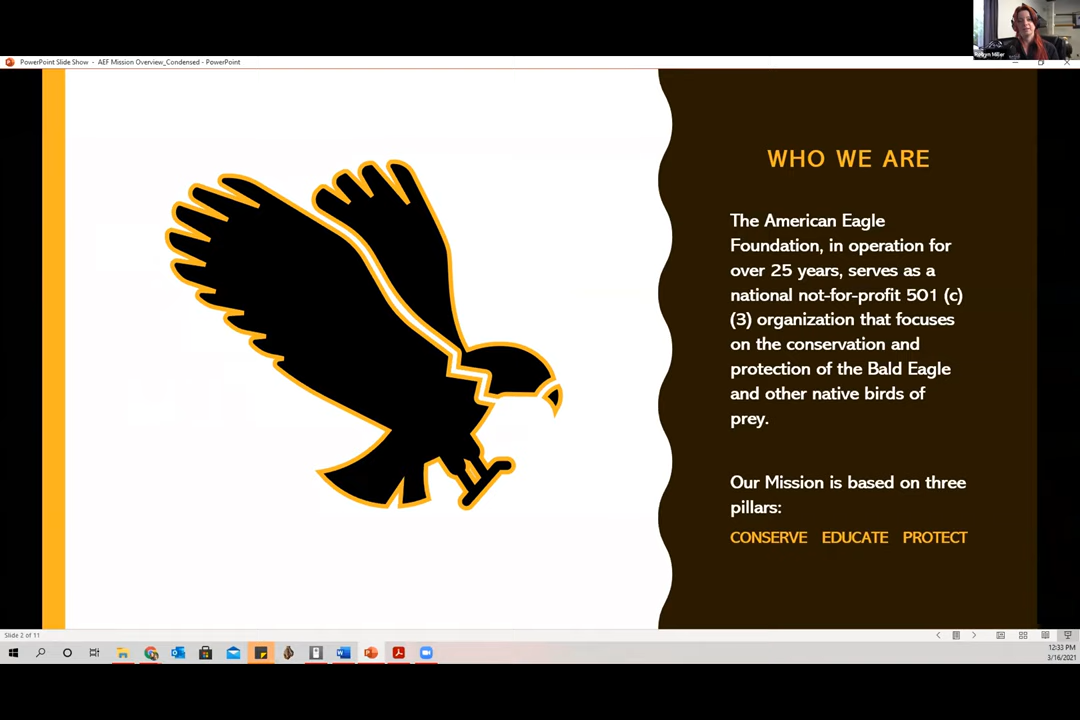 PowerPoint Slide Show - AEF Mission Overview_Condensed - PowerPoint
Robyn Miller
WHO WE ARE
The American Eagle
Foundation, in operation for
over 25 years, serves as a
national not-for-profit 501 (c)
(3) organization that focuses
on the conservation and
protection of the Bald Eagle
and other native birds of
prey.
Our Mission is based on three
pillars:
CONSERVE EDUCATE PROTECT
Slide 2 of 11
12:33 PM
3/16/2021